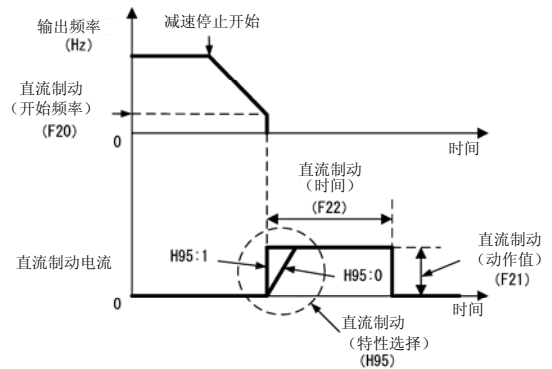 输出频率
(Hz)
减速停止开始
直流制动
（开始频率）
(F20)
0
时间
直流制动
（时间）
(F22)
H95:1
H95:0
直流制动电流
直流制动
（动作值）
(F21)
0
时间
直流制动
（特性选择）
(H95)